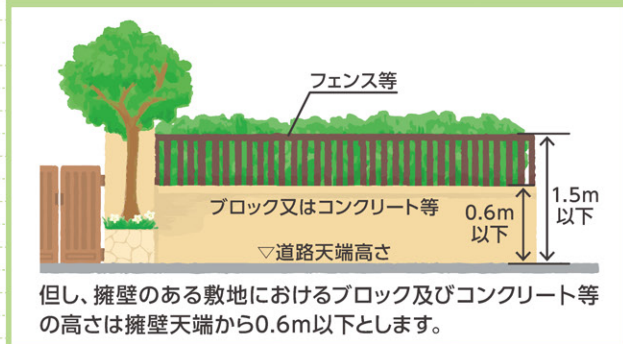 フェンス等
ブロック又はコンクリート等
0.6m
以下
1.5m
以下
▽道路天端高さ
但し、擁壁のある敷地におけるブロック及びコンクリート等
の高さは擁壁天端から0.6m以下とします。